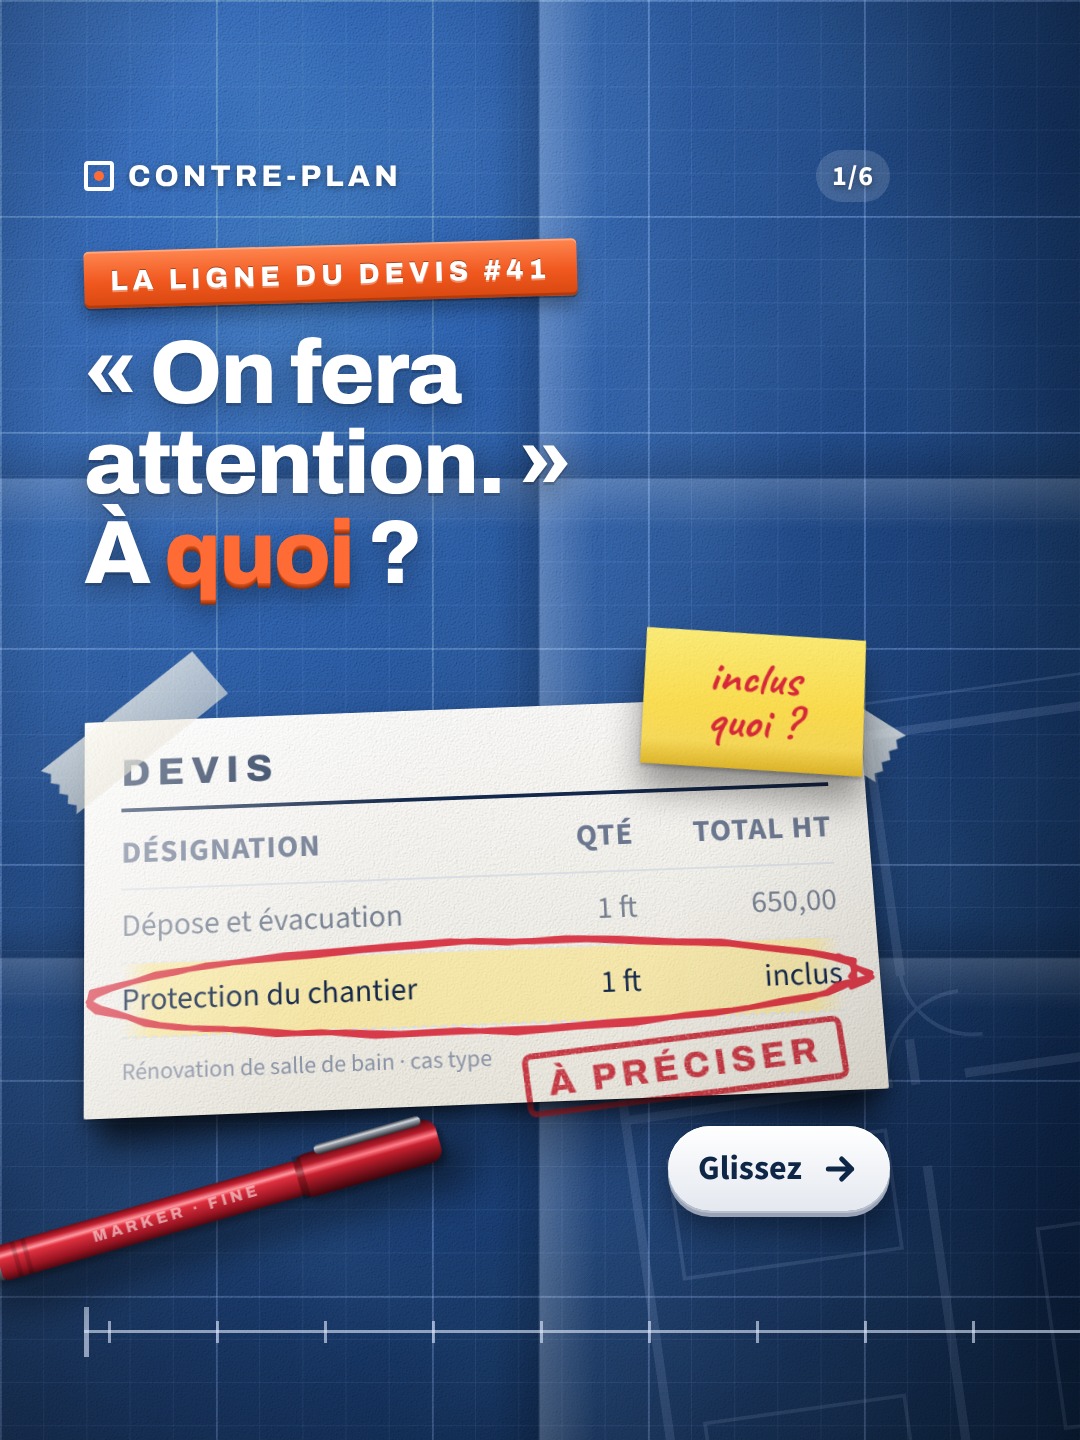 CONTRE-PLAN
1/6
LA LIGNE DU DEVIS #41
« On fera
attention. »
À quoi ?
inclus
quoi ?
DEVIS
DÉSIGNATION QTÉ TOTAL HT
Dépose et évacuation 1 ft 650,00
Protection du chantier 1 ft inclus
Rénovation de salle de bain · cas type
À PRÉCISER
Glissez →
MARKER · FINE